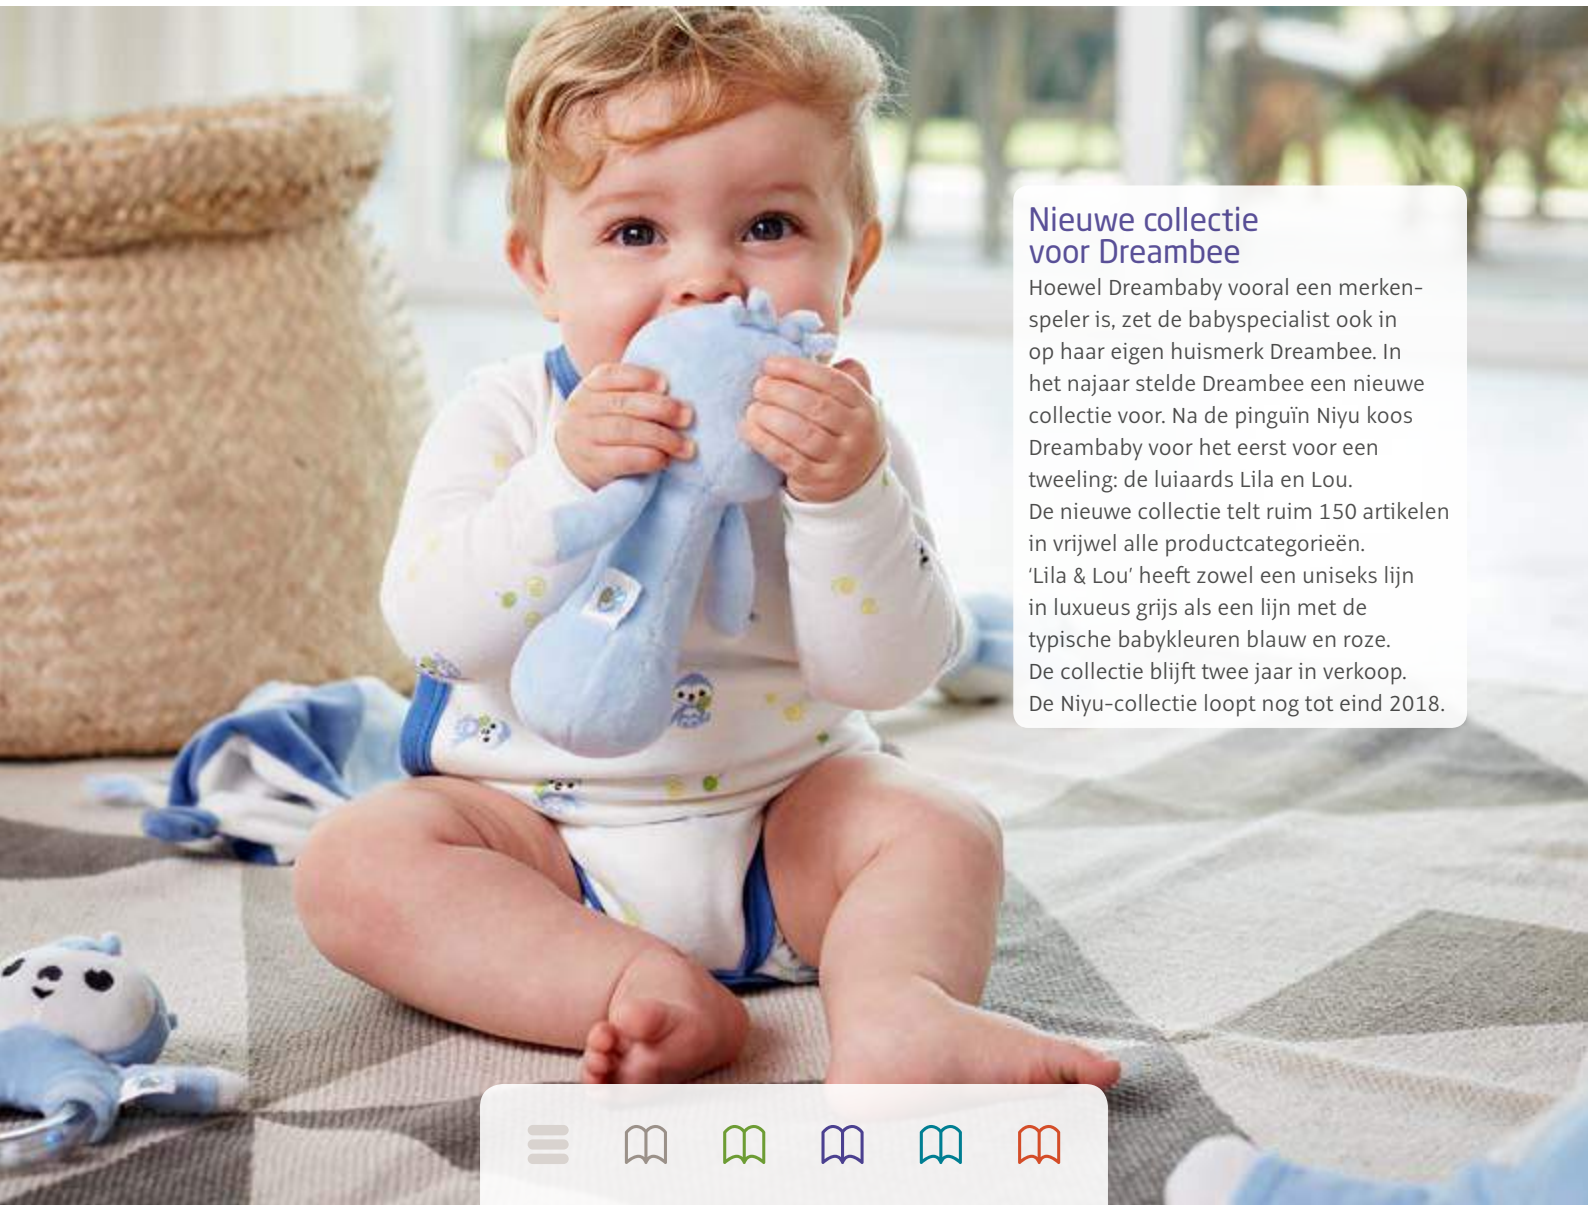 Nieuwe collectie
voor Dreambee
Hoewel Dreambaby vooral een merken-
speler is, zet de babyspecialist ook in
op haar eigen huismerk Dreambee. In
het najaar stelde Dreambee een nieuwe
collectie voor. Na de pinguïn Niyu koos
Dreambaby voor het eerst voor een
tweeling: de luiaards Lila en Lou.
De nieuwe collectie telt ruim 150 artikelen
in vrijwel alle productcategorieën.
‘Lila & Lou’ heeft zowel een uniseks lijn
in luxueus grijs als een lijn met de
typische babykleuren blauw en roze.
De collectie blijft twee jaar in verkoop.
De Niyu-collectie loopt nog tot eind 2018.